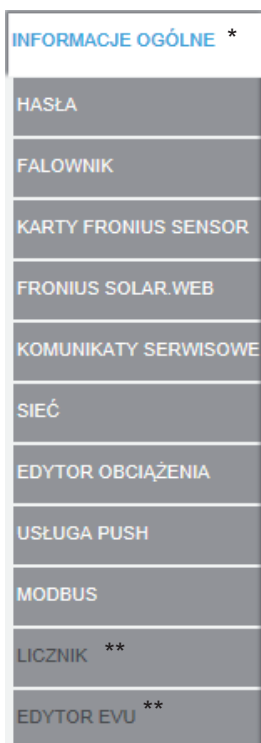 INFORMACJE OGÓLNE *
HASŁA
FALOWNIK
KARTY FRONIUS SENSOR
FRONIUS SOLAR.WEB
KOMUNIKATY SERWISOWE
SIEĆ
EDYTOR OBCIĄŻENIA
USŁUGA PUSH
MODBUS
LICZNIK **
EDYTOR EVU **